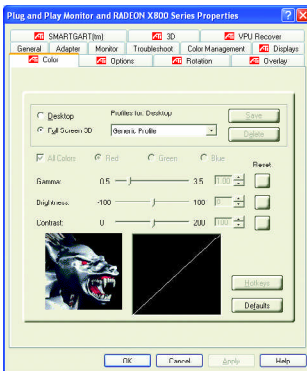 Plug and Play Monitor and RADEON X800 Series Properties
SMARTGART(tm) 3D VPU Recover
General Adapter Monitor Troubleshoot Color Management Displays
Color Options Rotation Overlay
Desktop Profiles for: Desktop Save
Full Screen 3D Generic Profile Delete
All Colors Red Green Blue
Reset
Gamma: 0.5 3.5 1.00
Brightness: -100 100 0
Contrast: 0 200 100
Hotkeys
Defaults
OK Cancel Apply Help